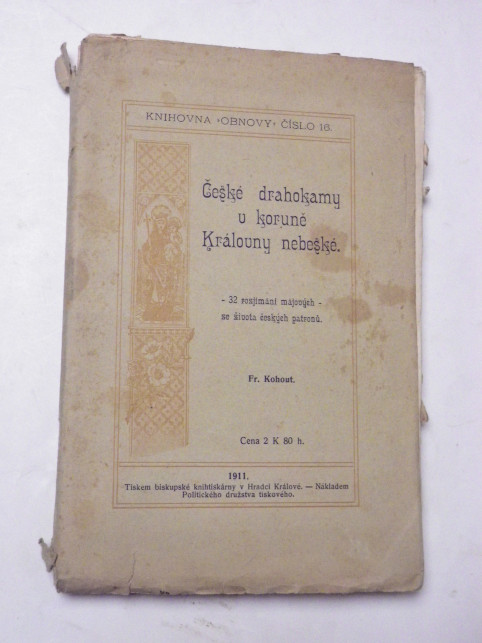 KNIHOVNA »OBNOVY« ČÍSLO 16.
České drahokamy
v koruně
Královny nebeské.
- 32 rozjímání májových -
ze života českých patronů.
Fr. Kohout.
Cena 2 K 80 h.
1911.
Tiskem biskupské knihtiskárny v Hradci Králové. — Nákladem
Politického družstva tiskového.